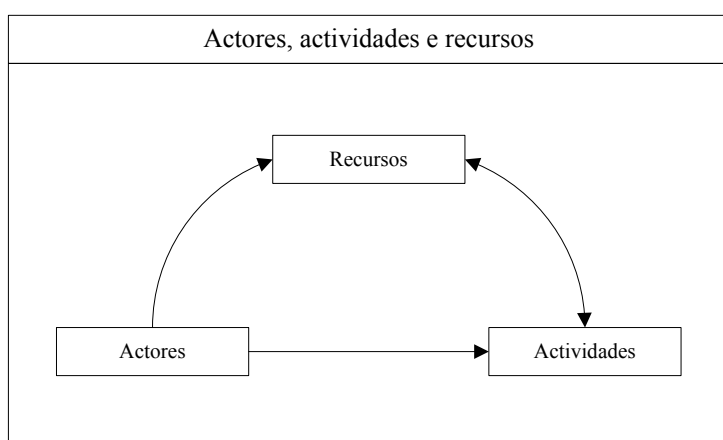 Actores, actividades e recursos
Recursos
Actores
Actividades